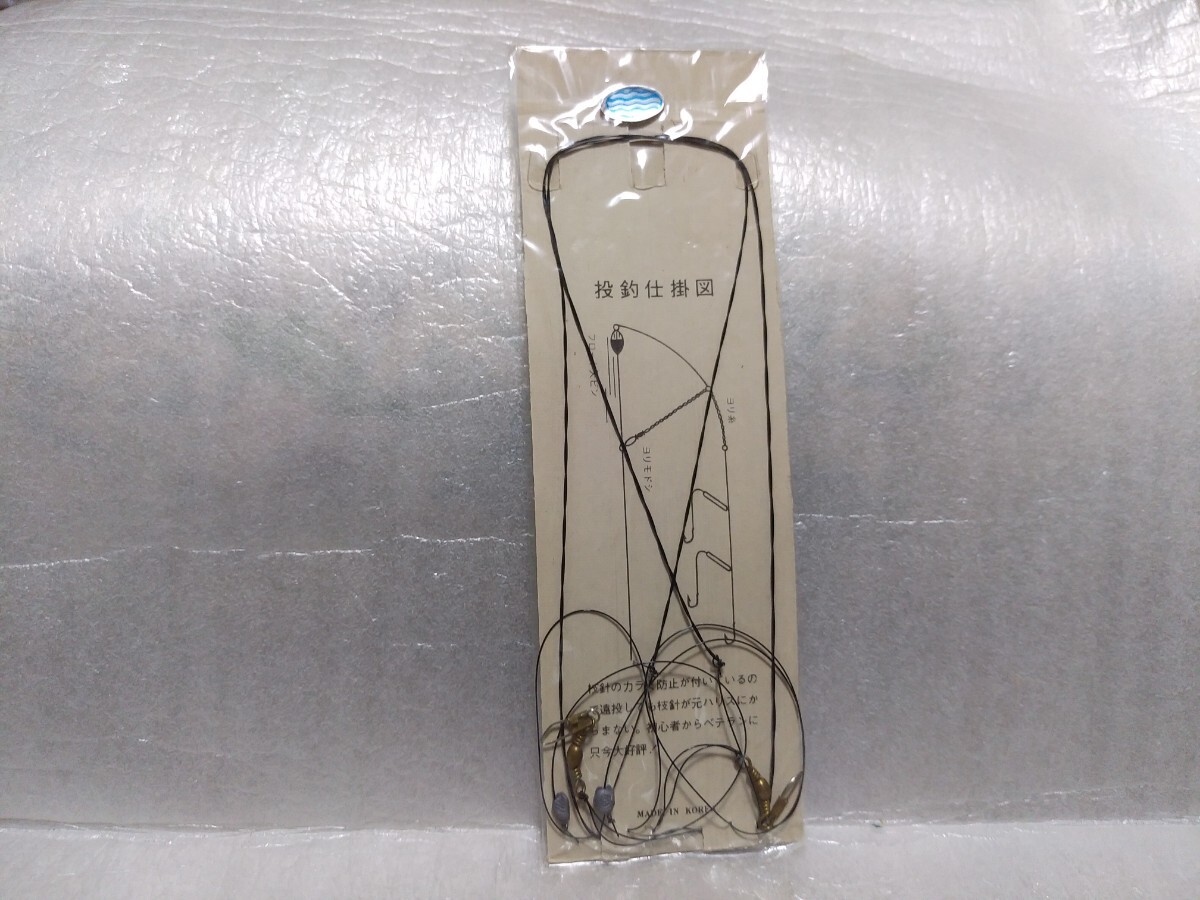 投釣仕掛図
ヨリ糸
ヨリモドシ
枝針のカラミ防止が付いているの
で遠投しても枝針が元ハリスにか
らまない。初心者からベテランに
只今大好評!
MADE IN KOREA